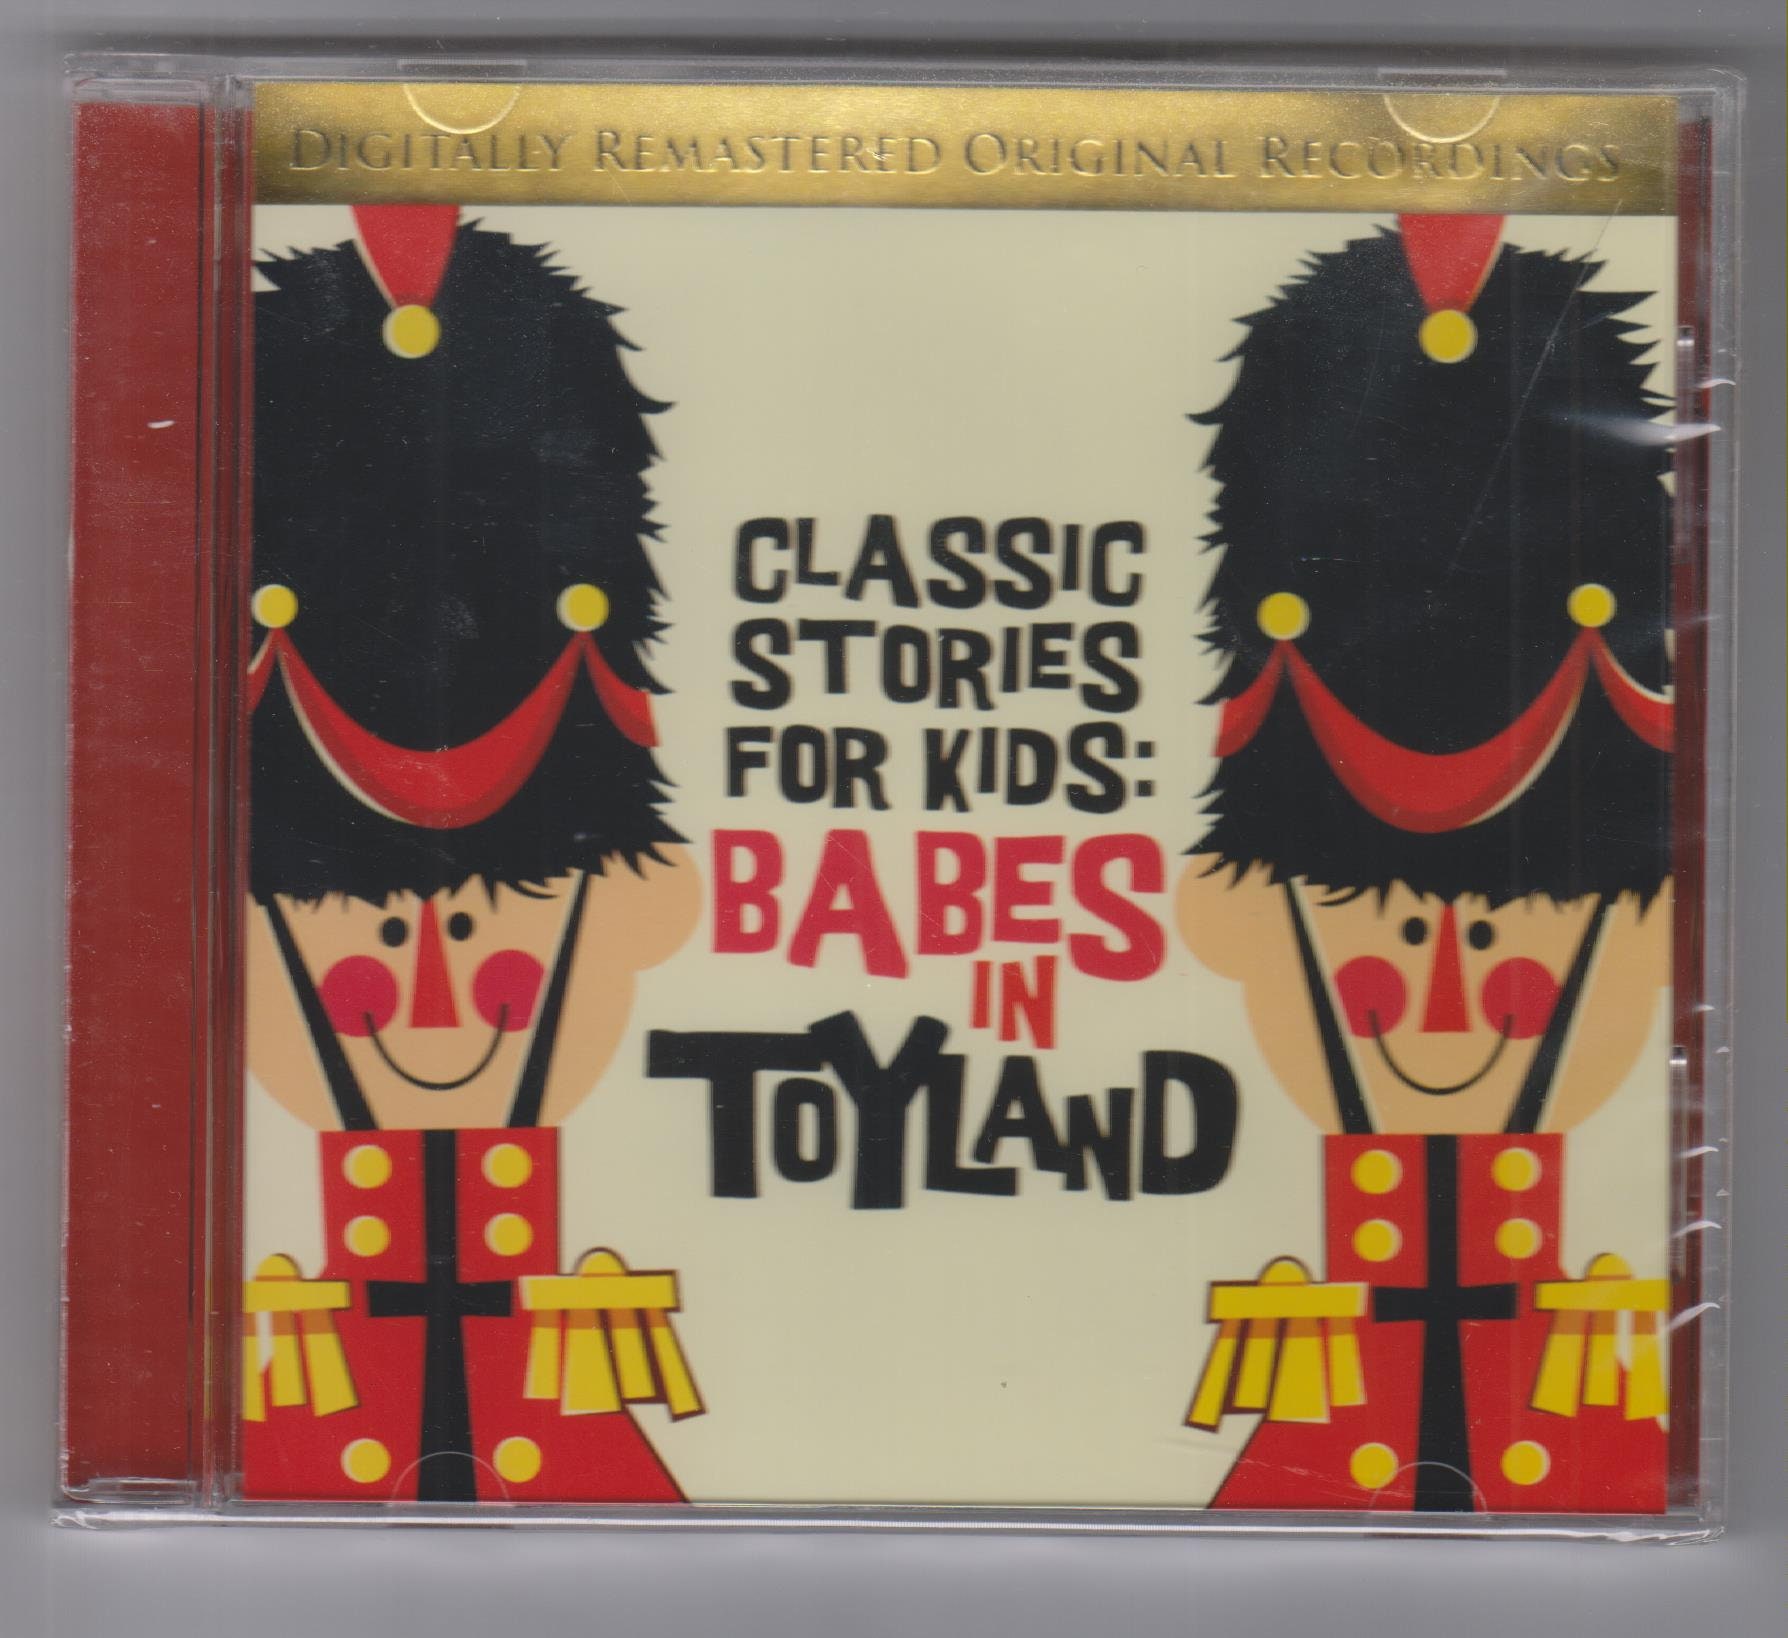 DIGITALLY REMASTERED ORIGINAL RECORDINGS
CLASSIC
STORIES
FOR KIDS:
BABES
IN
TOYLAND